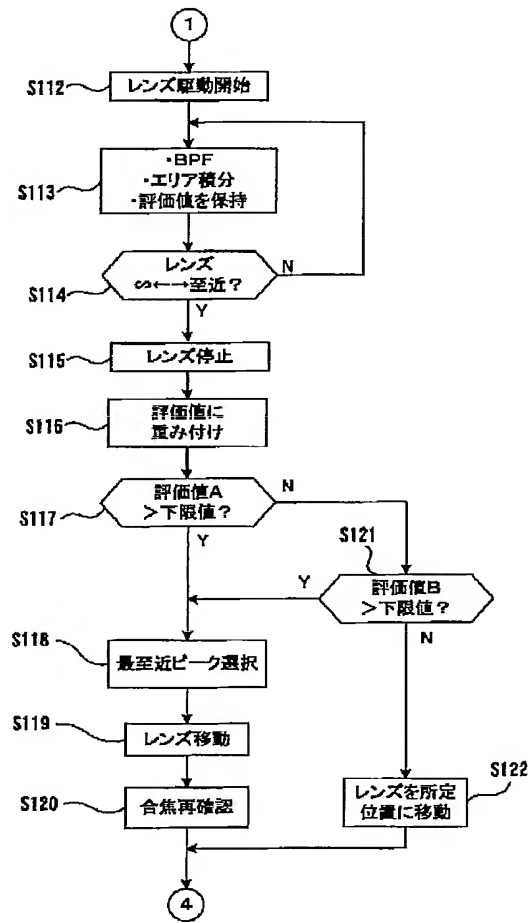 1
S112
レンズ駆動開始
S113
・BPF
・エリア積分
・評価値を保持
S114
レンズ
∽←→至近?
N
Y
S115
レンズ停止
S116
評価値に
重み付け
S117
評価値A
>下限値?
N
Y
S121
評価値B
>下限値?
Y
N
S118
最至近ピーク選択
S119
レンズ移動
S120
合焦再確認
S122
レンズを所定
位置に移動
4